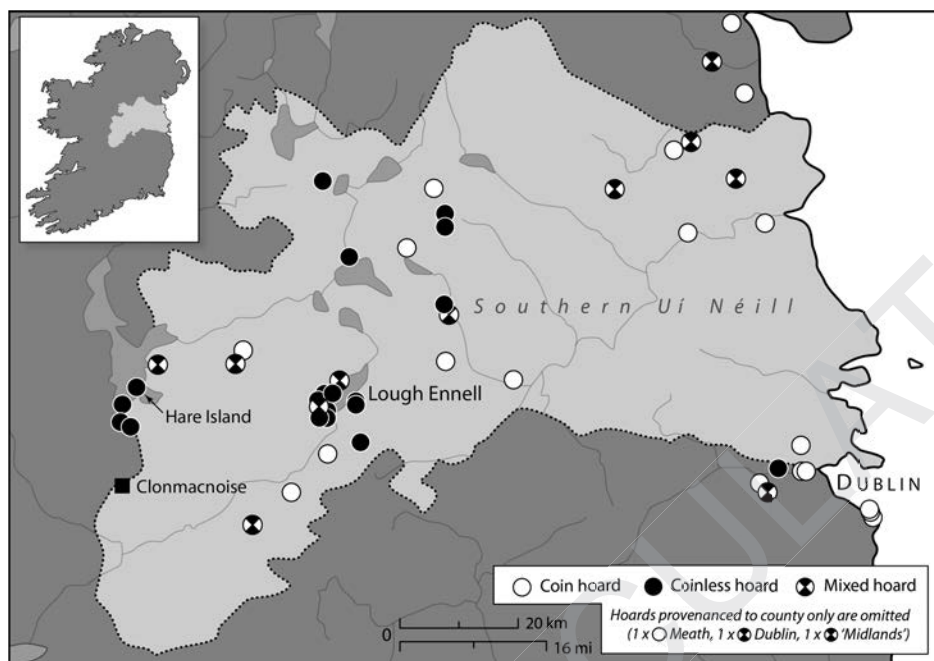 Southern Uí Néill
Lough Ennell
Hare Island
Clonmacnoise
DUBLIN
Coin hoard Coinless hoard Mixed hoard
Hoards provenanced to county only are omitted
(1 x Meath, 1 x Dublin, 1 x 'Midlands')
0 20 km
16 mi